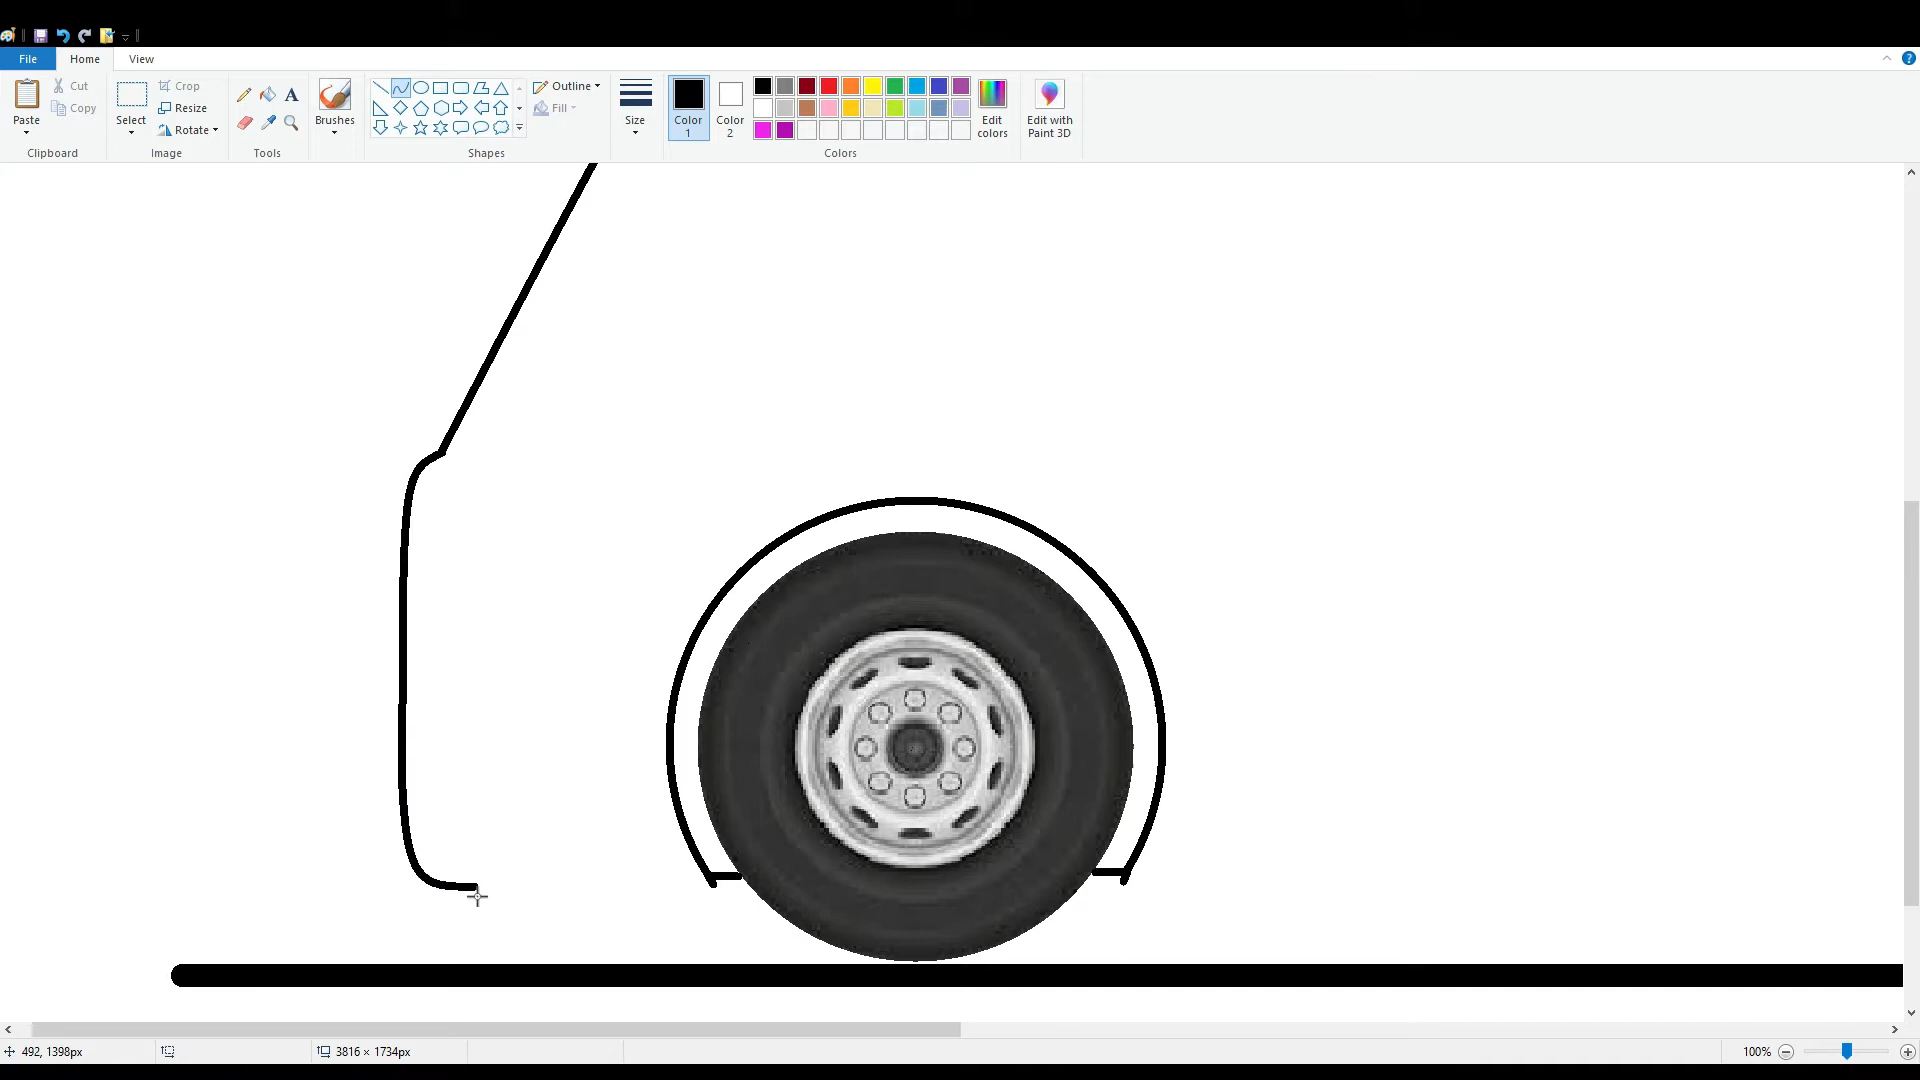 File Home View
Paste Cut Copy
Select Crop Resize Rotate
A
Brushes
Outline Fill
Size
Color 1 Color 2
Edit colors
Edit with Paint 3D
Clipboard Image Tools Shapes Colors
492, 1398px 3816 × 1734px 100%